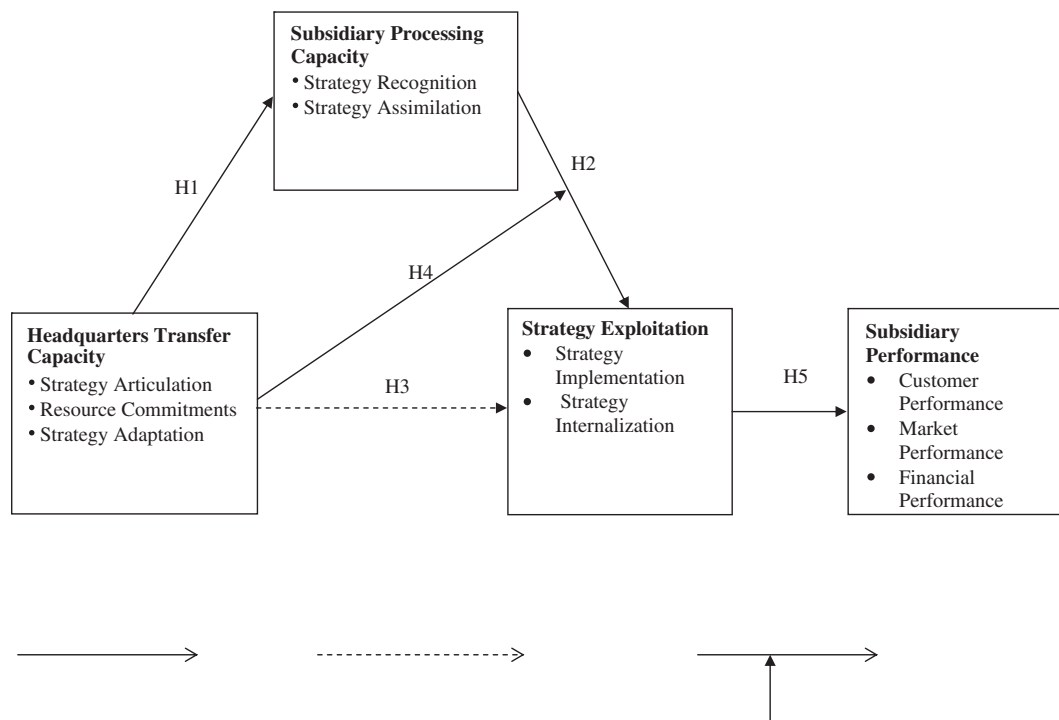 Subsidiary Processing
Capacity
• Strategy Recognition
• Strategy Assimilation
H1
H2
H4
Headquarters Transfer
Capacity
• Strategy Articulation
• Resource Commitments
• Strategy Adaptation
H3
Strategy Exploitation
• Strategy
Implementation
• Strategy
Internalization
H5
Subsidiary
Performance
• Customer
Performance
• Market
Performance
• Financial
Performance